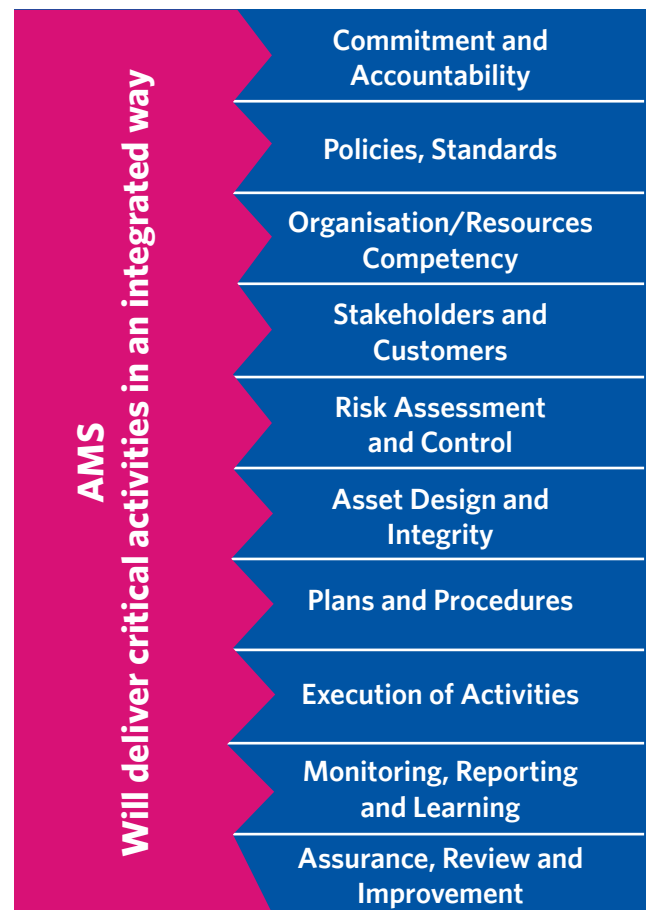 AMS
Will deliver critical activities in an integrated way
Commitment and
Accountability
Policies, Standards
Organisation/Resources
Competency
Stakeholders and
Customers
Risk Assessment
and Control
Asset Design and
Integrity
Plans and Procedures
Execution of Activities
Monitoring, Reporting
and Learning
Assurance, Review and
Improvement